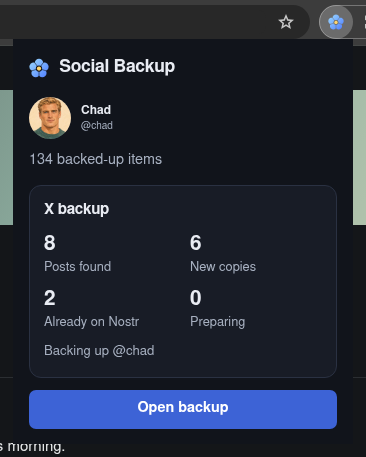 Social Backup
Chad
@chad
134 backed-up items
X backup
8 6
Posts found New copies
2 0
Already on Nostr Preparing
Backing up @chad
Open backup
s morning.